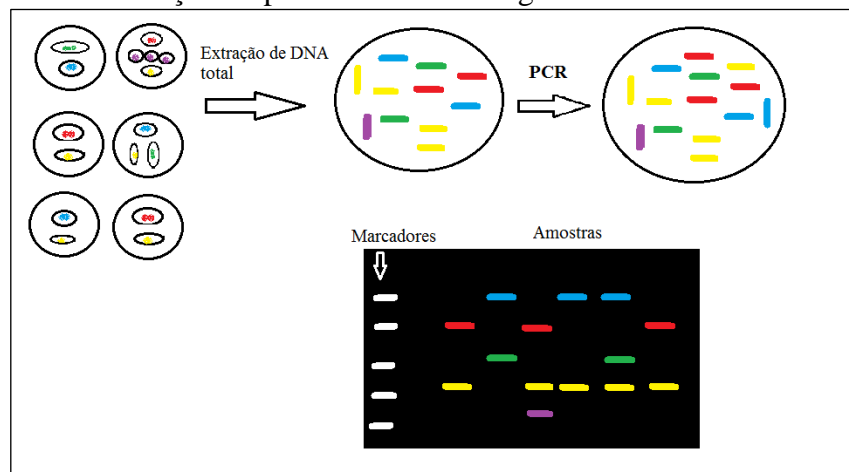 Extração de DNA
total
PCR
Marcadores
Amostras